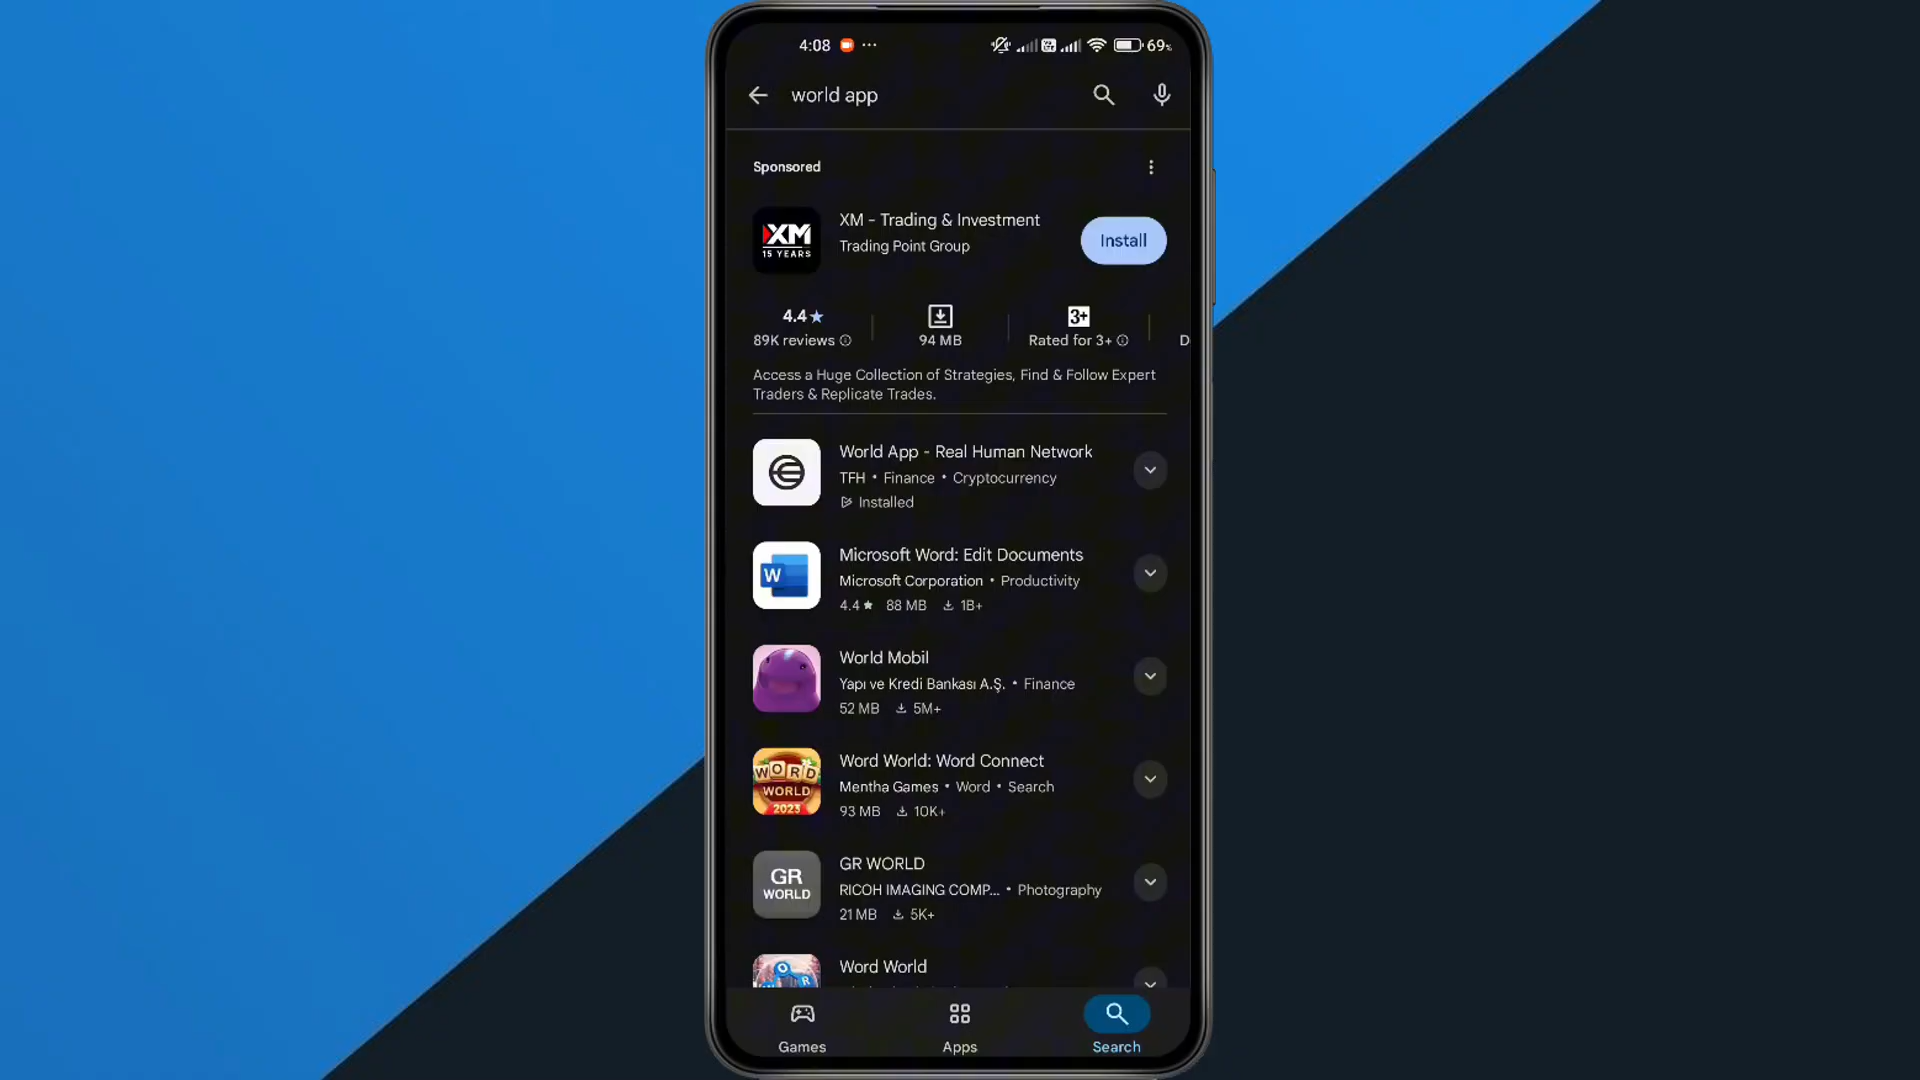 4:08 69%
world app
Sponsored
XM - Trading & Investment
Trading Point Group
Install
XM
15 YEARS
4.4★
89K reviews
94 MB
3+
Rated for 3+
D
Access a Huge Collection of Strategies, Find & Follow Expert
Traders & Replicate Trades.
World App - Real Human Network
TFH • Finance • Cryptocurrency
Installed
W
Microsoft Word: Edit Documents
Microsoft Corporation • Productivity
4.4★ 88 MB 1B+
World Mobil
Yapı ve Kredi Bankası A.Ş. • Finance
52 MB 5M+
WORD
WORLD
2023
Word World: Word Connect
Mentha Games • Word • Search
93 MB 10K+
GR
WORLD
GR WORLD
RICOH IMAGING COMP... • Photography
21 MB 5K+
Word World
Games Apps Search